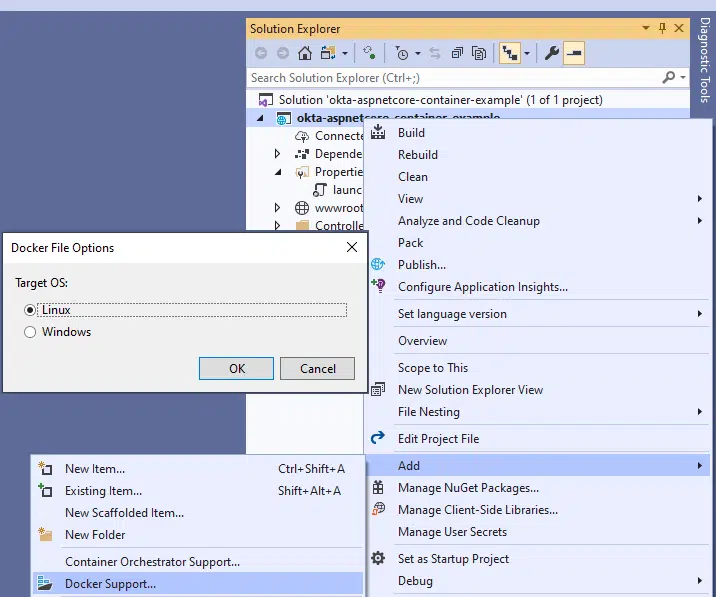 Solution Explorer
Diagnostic Tools
Search Solution Explorer (Ctrl+;)
Solution 'okta-aspnetcore-container-example' (1 of 1 project)
okta-aspnetcore-container-example
Connecte
Depende
Propertie
launc
wwwroot
Controlle
Build
Rebuild
Clean
View
Analyze and Code Cleanup
Pack
Publish...
Configure Application Insights...
Set language version
Overview
Scope to This
New Solution Explorer View
File Nesting
Edit Project File
Add
Manage NuGet Packages...
Manage Client-Side Libraries...
Manage User Secrets
Set as Startup Project
Debug
Docker File Options
Target OS:
Linux
Windows
OK Cancel
New Item... Ctrl+Shift+A
Existing Item... Shift+Alt+A
New Scaffolded Item...
New Folder
Container Orchestrator Support...
Docker Support...